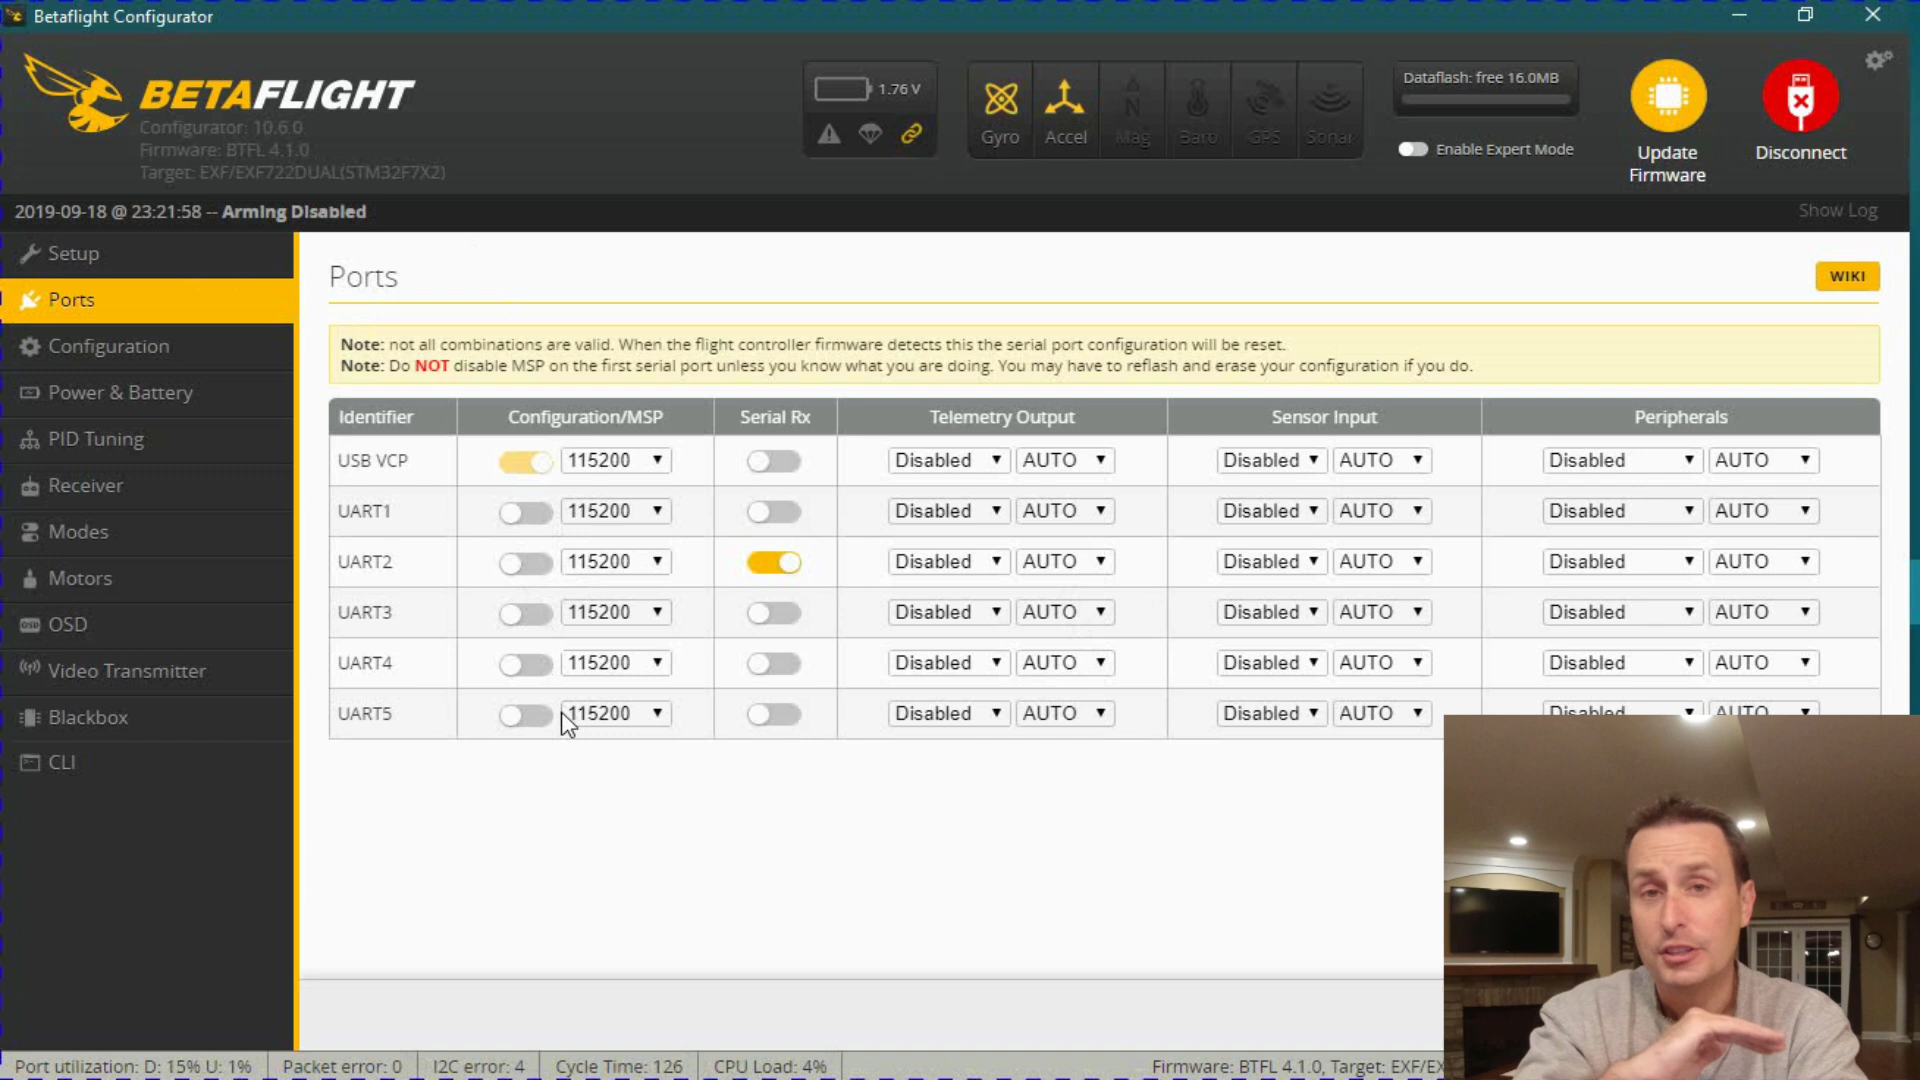 Betaflight Configurator
BETAFLIGHT
Configurator: 10.6.0
Firmware: BTFL 4.1.0
Target: EXF/EXF722DUAL(STM32F7X2)
1.76 V
Gyro Accel Mag Baro GPS Sonar
Dataflash: free 16.0MB
Enable Expert Mode
Update
Firmware
Disconnect
2019-09-18 @ 23:21:58 -- Arming Disabled
Show Log
Setup
Ports
Configuration
Power & Battery
PID Tuning
Receiver
Modes
Motors
OSD OSD
Video Transmitter
Blackbox
CLI
Ports
WIKI
Note: not all combinations are valid. When the flight controller firmware detects this the serial port configuration will be reset.
Note: Do NOT disable MSP on the first serial port unless you know what you are doing. You may have to reflash and erase your configuration if you do.
Identifier Configuration/MSP Serial Rx Telemetry Output Sensor Input Peripherals
USB VCP 115200 Disabled AUTO Disabled AUTO Disabled AUTO
UART1 115200 Disabled AUTO Disabled AUTO Disabled AUTO
UART2 115200 Disabled AUTO Disabled AUTO Disabled AUTO
UART3 115200 Disabled AUTO Disabled AUTO Disabled AUTO
UART4 115200 Disabled AUTO Disabled AUTO Disabled AUTO
UART5 115200 Disabled AUTO Disabled AUTO Disabled AUTO
Port utilization: D: 15% U: 1% Packet error: 0 I2C error: 4 Cycle Time: 126 CPU Load: 4% Firmware: BTFL 4.1.0, Target: EXF/EX